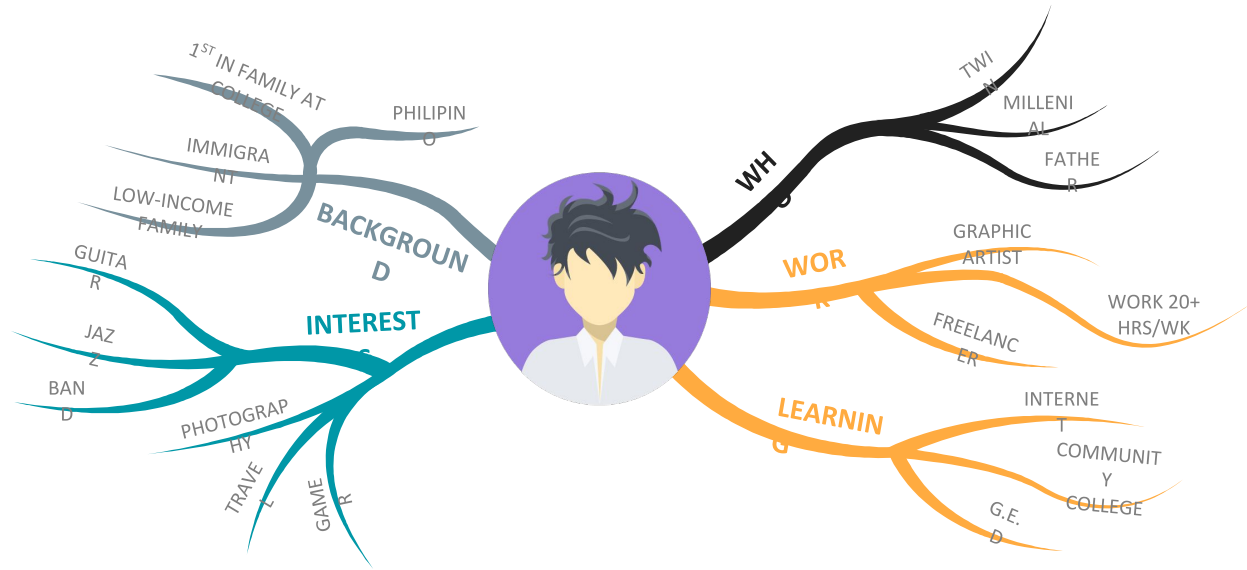 1ST IN FAMILY AT
COLLEGE
PHILIPIN
O
IMMIGRA
NT
LOW-INCOME
FAMILY
BACKGROUN
D
GUITA
R
JAZ
Z
BAN
D
INTEREST
S
PHOTOGRAP
HY
TRAVE
L
GAME
R
WH
O
TWI
N
MILLENI
AL
FATHE
R
WOR
K
GRAPHIC
ARTIST
WORK 20+
HRS/WK
FREELANC
ER
LEARNIN
G
INTERNE
T
COMMUNIT
Y
COLLEGE
G.E.
D